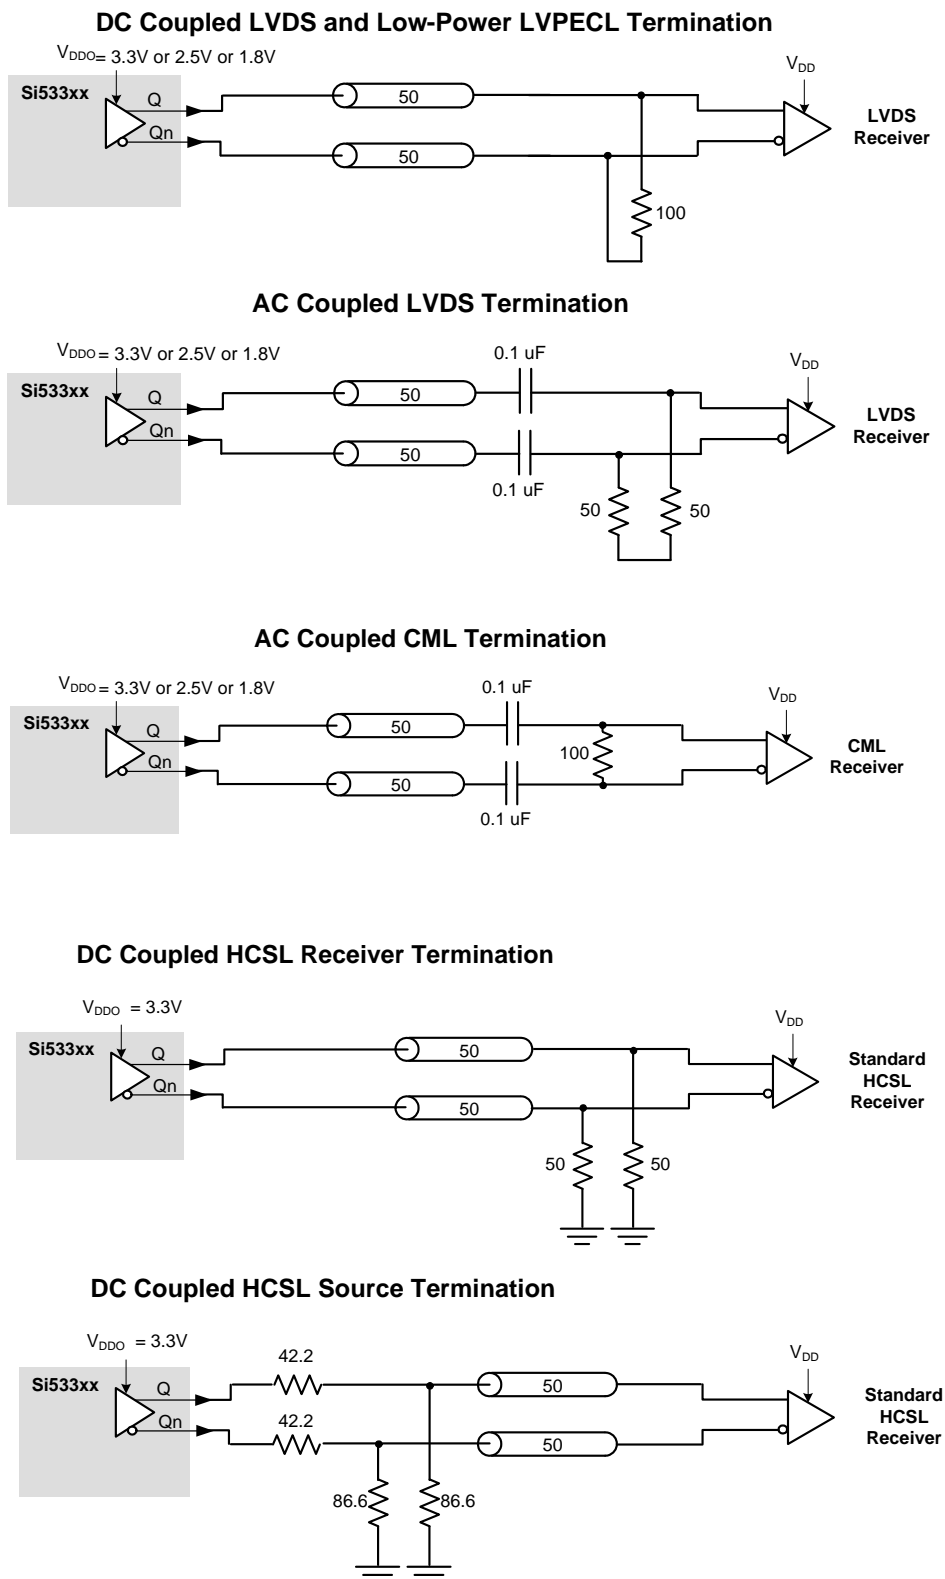 DC Coupled LVDS and Low-Power LVPECL Termination
VDDO= 3.3V or 2.5V or 1.8V
VDD
Si533xx
Q
50
LVDS
Receiver
Qn
50
100
AC Coupled LVDS Termination
VDDO= 3.3V or 2.5V or 1.8V
0.1 uF
VDD
Si533xx
Q
50
LVDS
Receiver
Qn
50
0.1 uF
50
50
AC Coupled CML Termination
VDDO= 3.3V or 2.5V or 1.8V
0.1 uF
VDD
Si533xx
Q
50
100
CML
Receiver
Qn
50
0.1 uF
DC Coupled HCSL Receiver Termination
VDDO = 3.3V
VDD
Si533xx
Q
50
Standard
HCSL
Receiver
Qn
50
50
50
DC Coupled HCSL Source Termination
VDDO = 3.3V
42.2
VDD
Si533xx
Q
50
Standard
HCSL
Receiver
Qn
42.2
50
86.6
86.6